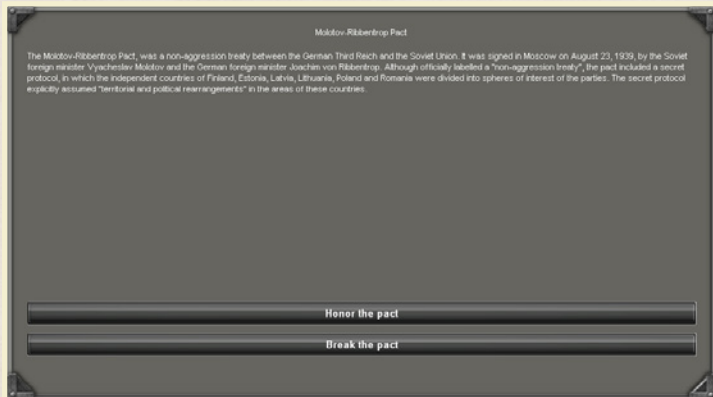 Molotov-Ribbentrop Pact
The Molotov-Ribbentrop Pact, was a non-aggression treaty between the German Third Reich and the Soviet Union. It was signed in Moscow on August 23, 1939, by the Soviet
foreign minister Vyacheslav Molotov and the German foreign minister Joachim von Ribbentrop. Although officially labelled a "non-aggression treaty", the pact included a secret
protocol, in which the independent countries of Finland, Estonia, Latvia, Lithuania, Poland and Romania were divided into spheres of interest of the parties. The secret protocol
explicitly assumed "territorial and political rearrangements" in the areas of these countries.
Honor the pact
Break the pact